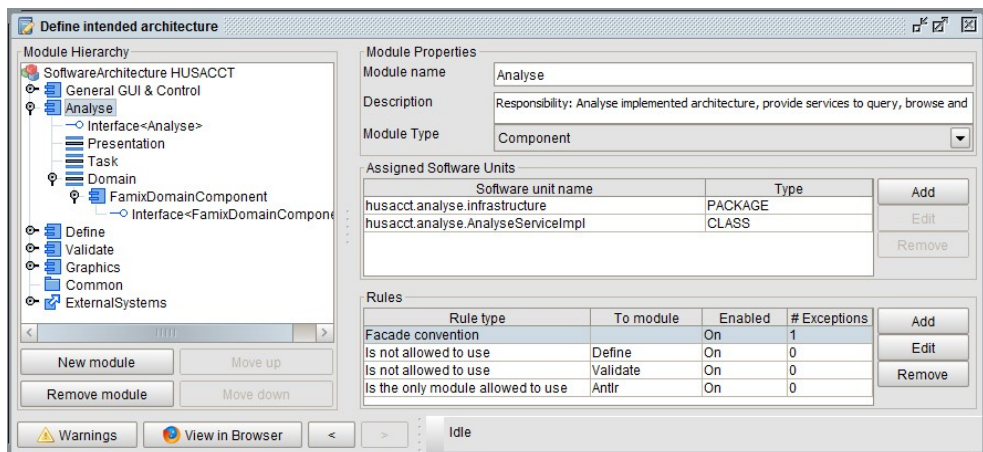 Define intended architecture
Module Hierarchy
SoftwareArchitecture HUSACCT
General GUI & Control
Analyse
Interface<Analyse>
Presentation
Task
Domain
FamixDomainComponent
Interface<FamixDomainCompone
Define
Validate
Graphics
Common
ExternalSystems
New module
Move up
Remove module
Move down
Module Properties
Module name
Analyse
Description
Responsibility: Analyse implemented architecture, provide services to query, browse and
Module Type
Component
Assigned Software Units
Software unit name Type
husacct.analyse.infrastructure PACKAGE
husacct.analyse.AnalyseServiceImpl CLASS
Add
Edit
Remove
Rules
Rule type To module Enabled # Exceptions
Facade convention On 1
Is not allowed to use Define On 0
Is not allowed to use Validate On 0
Is the only module allowed to use Antlr On 0
Add
Edit
Remove
Warnings
View in Browser
<
>
Idle